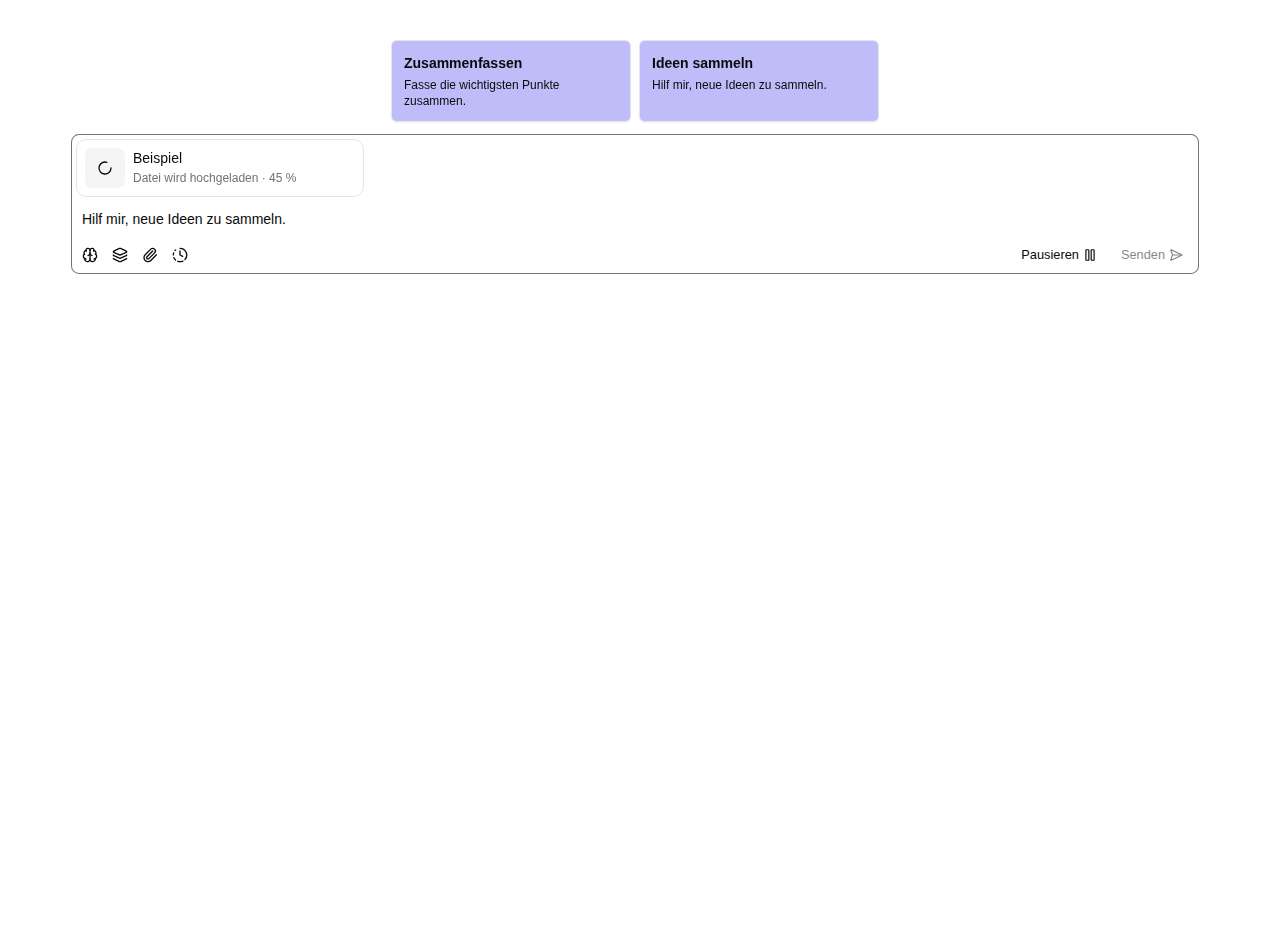 Zusammenfassen
Fasse die wichtigsten Punkte
zusammen.
Ideen sammeln
Hilf mir, neue Ideen zu sammeln.
Beispiel
Datei wird hochgeladen · 45 %
Hilf mir, neue Ideen zu sammeln.
Pausieren
Senden